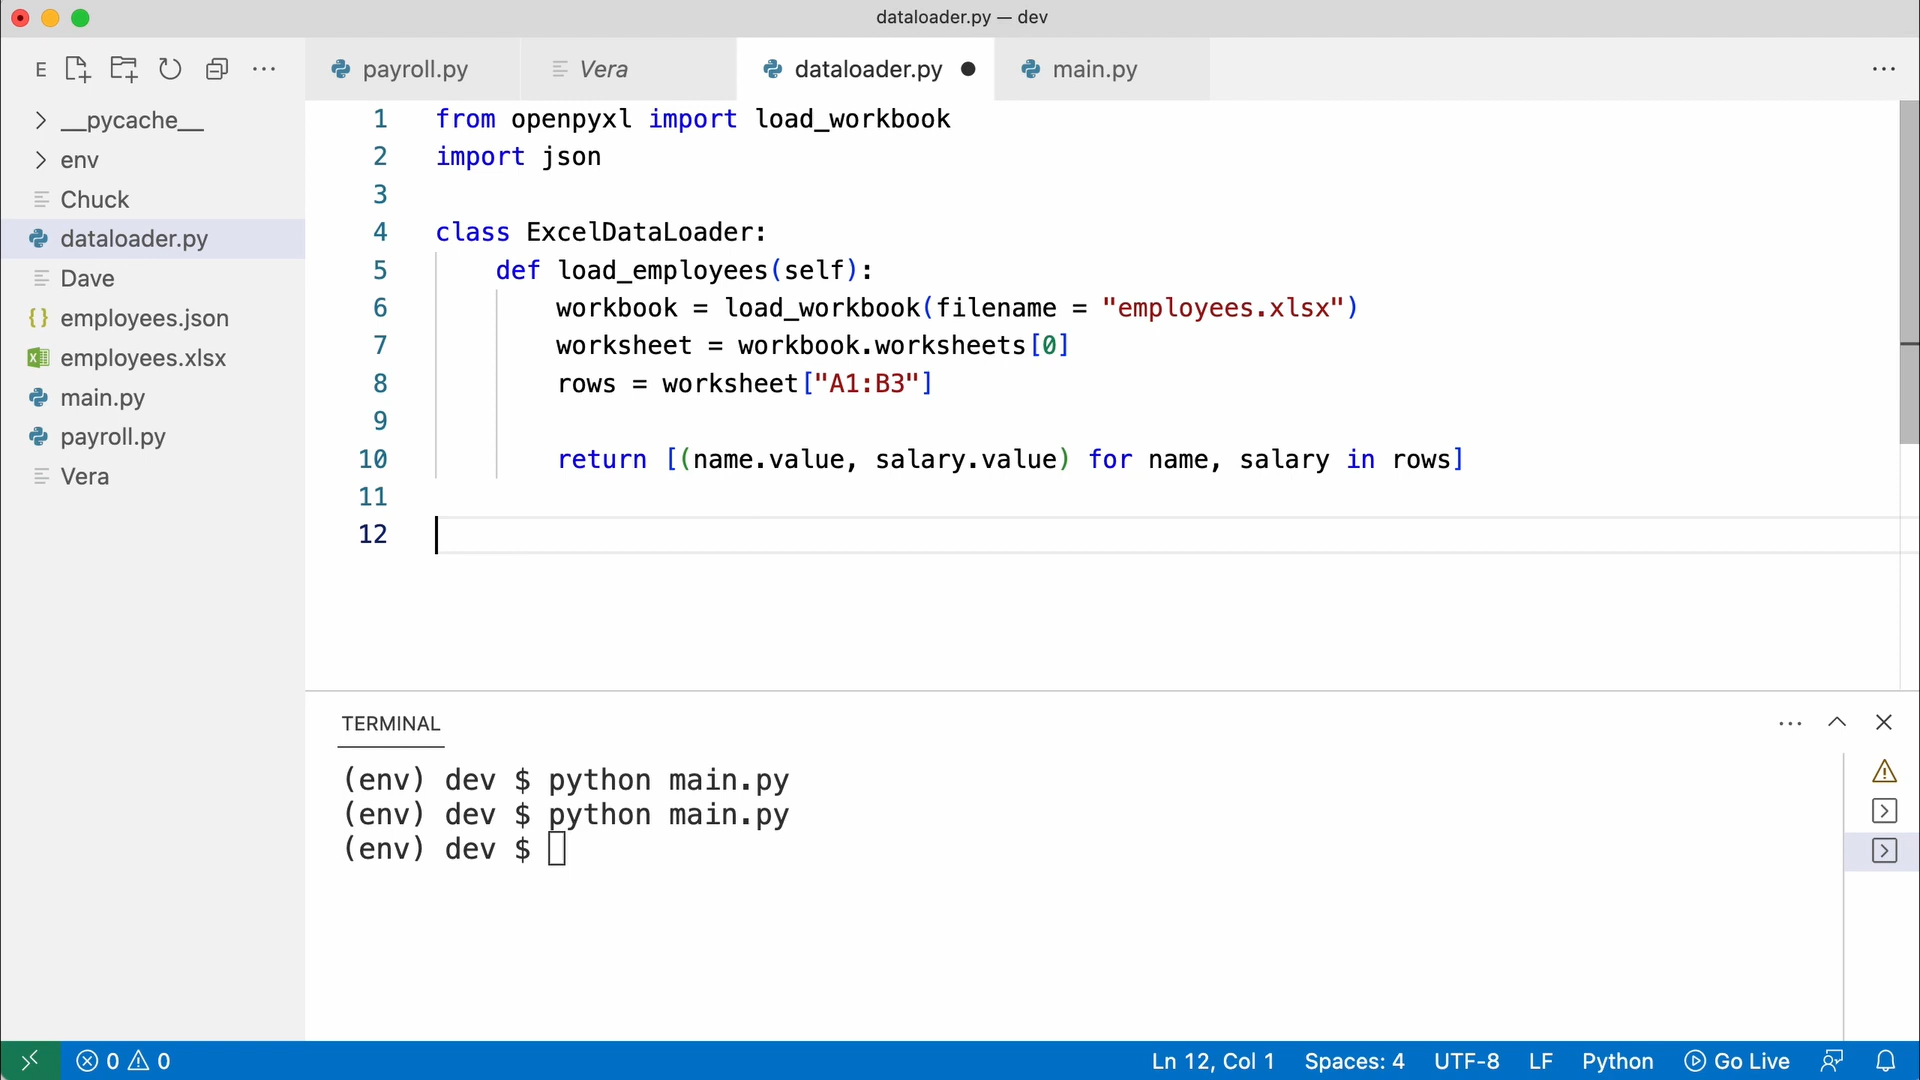 dataloader.py — dev
E
payroll.py
Vera
dataloader.py
main.py
__pycache__
env
Chuck
dataloader.py
Dave
employees.json
employees.xlsx
main.py
payroll.py
Vera
1 from openpyxl import load_workbook
2 import json
3
4 class ExcelDataLoader:
5     def load_employees(self):
6         workbook = load_workbook(filename = "employees.xlsx")
7         worksheet = workbook.worksheets[0]
8         rows = worksheet["A1:B3"]
9
10         return [(name.value, salary.value) for name, salary in rows]
11
12
TERMINAL
(env) dev $ python main.py
(env) dev $ python main.py
(env) dev $
0 0 Ln 12, Col 1 Spaces: 4 UTF-8 LF Python Go Live